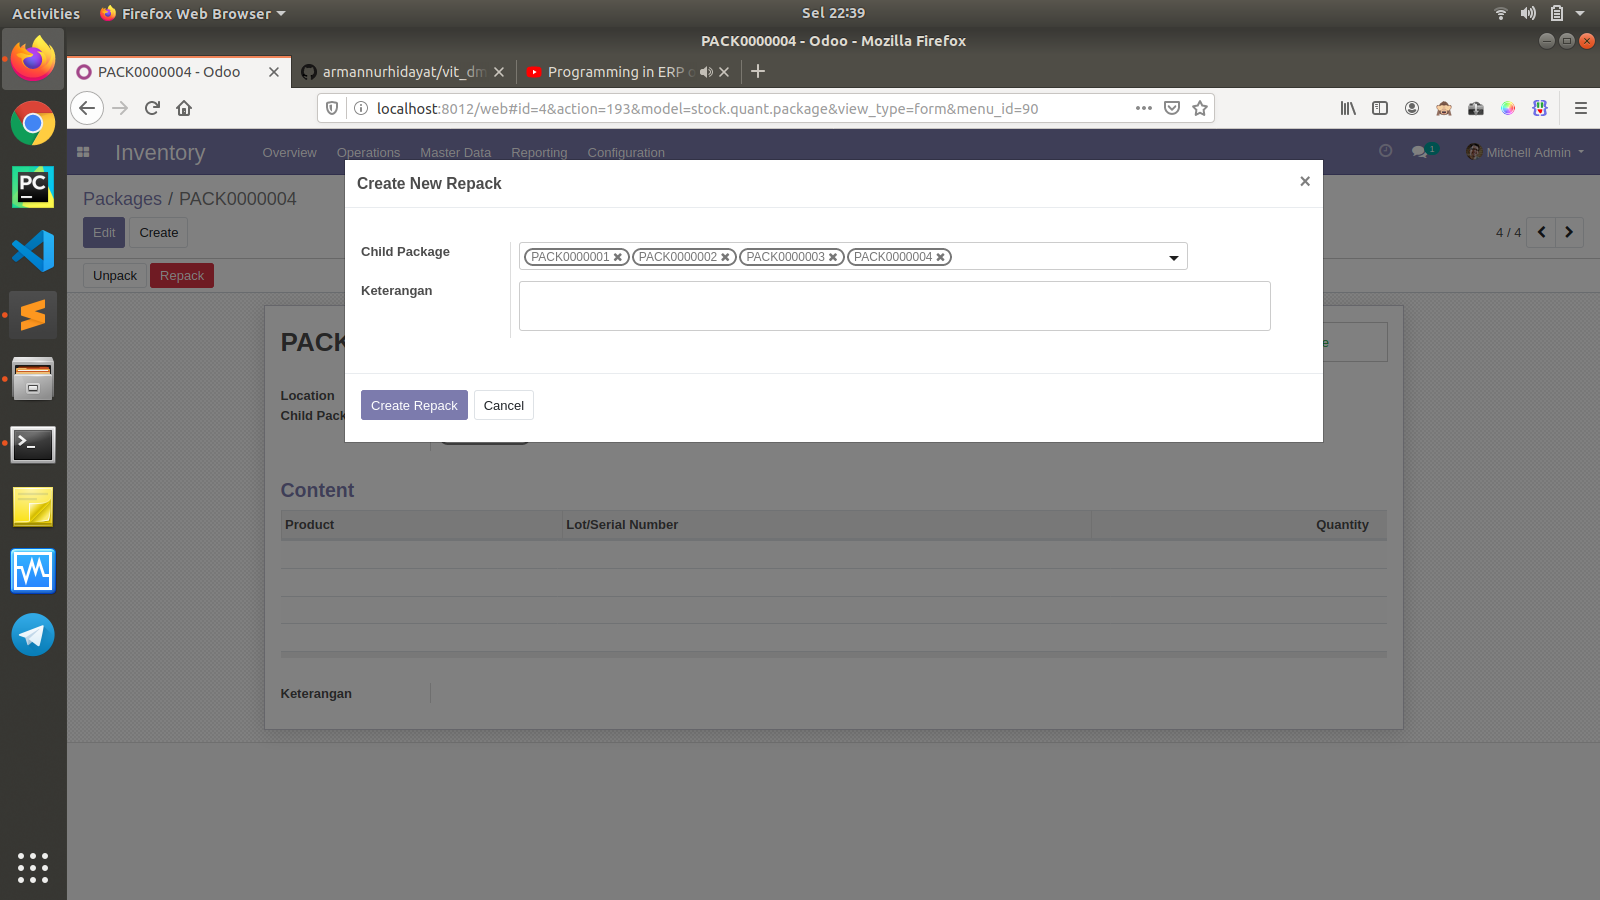 Activities Firefox Web Browser Sel 22:39
PACK0000004 - Odoo - Mozilla Firefox
PACK0000004 - Odoo armannurhidayat/vit_dm Programming in ERP
localhost:8012/web#id=4&action=193&model=stock.quant.package&view_type=form&menu_id=90
Inventory Overview Operations Master Data Reporting Configuration 1 Mitchell Admin
Create New Repack
Packages / PACK0000004
Edit Create 4 / 4
Child Package PACK0000001 PACK0000002 PACK0000003 PACK0000004
Unpack Repack
Keterangan
PACK e
Location
Child Pack
Create Repack Cancel
Content
Product Lot/Serial Number Quantity
Keterangan
PC